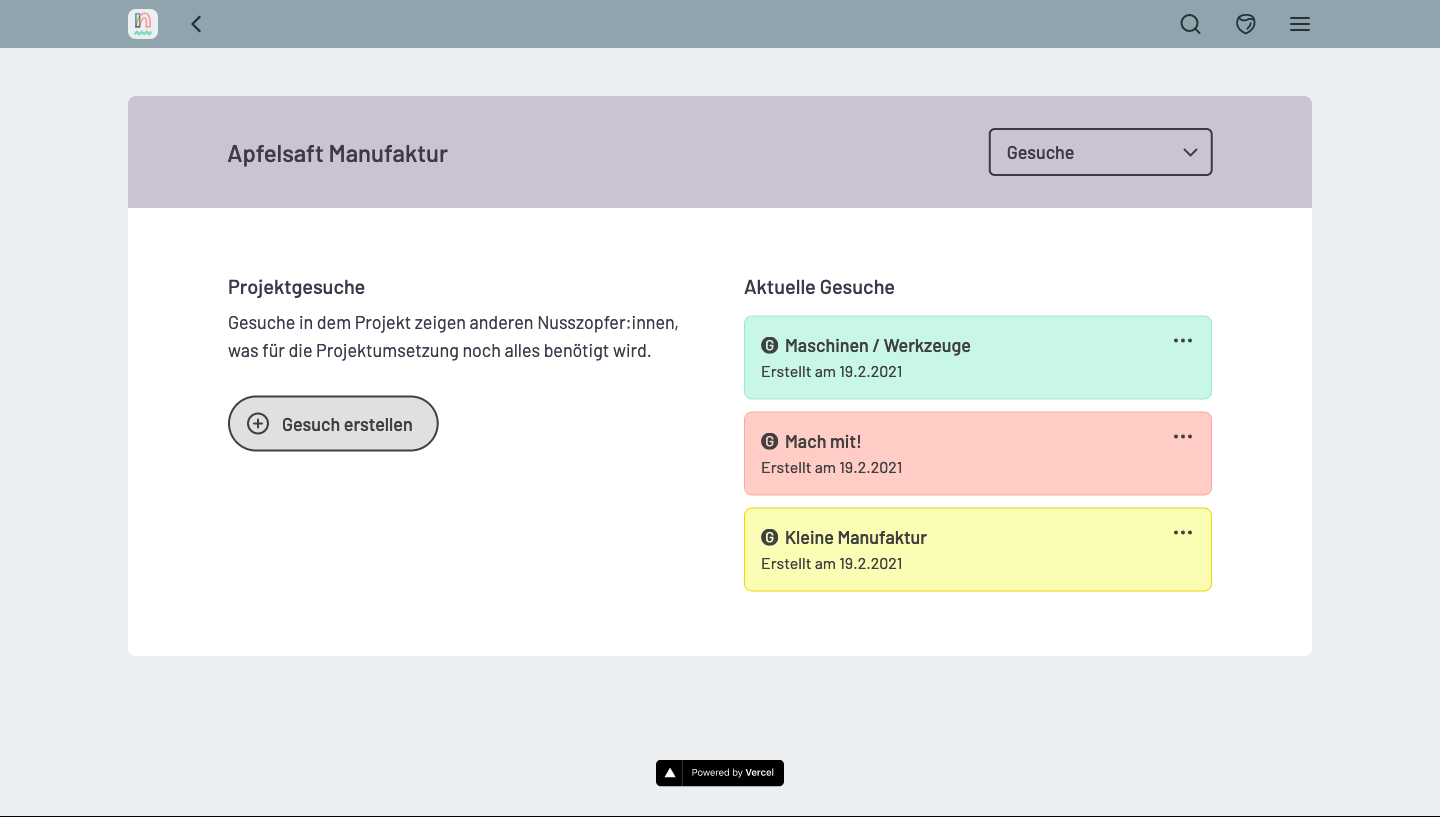 Apfelsaft Manufaktur
Gesuche
Projektgesuche
Gesuche in dem Projekt zeigen anderen Nusszopfer:innen,
was für die Projektumsetzung noch alles benötigt wird.
Gesuch erstellen
Aktuelle Gesuche
G Maschinen / Werkzeuge
Erstellt am 19.2.2021
G Mach mit!
Erstellt am 19.2.2021
G Kleine Manufaktur
Erstellt am 19.2.2021
Powered by Vercel